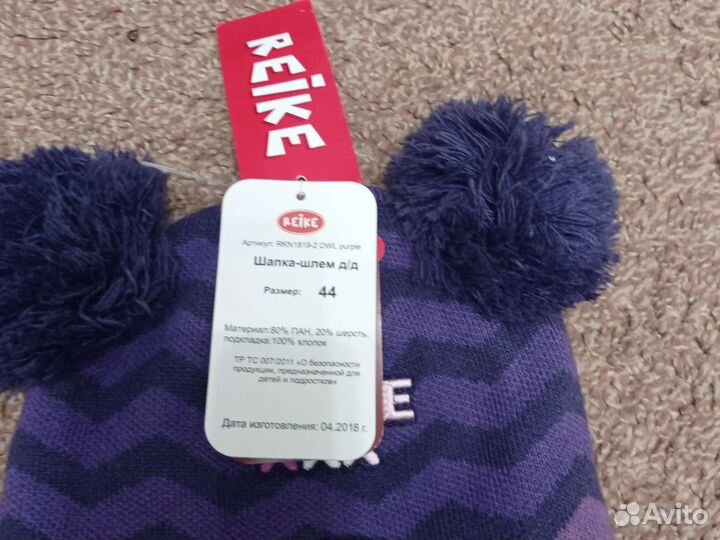 REIKE
REIKE
Артикул: RKN1819-2 OWL purple
Шапка-шлем д/д
Размер: 44
Материал:80% ПАН, 20% шерсть,
подкладка:100% хлопок
ТР ТС 007/2011 «О безопасности
продукции, предназначенной для
детей и подростков»
Дата изготовления: 04.2018 г.
E
Avito